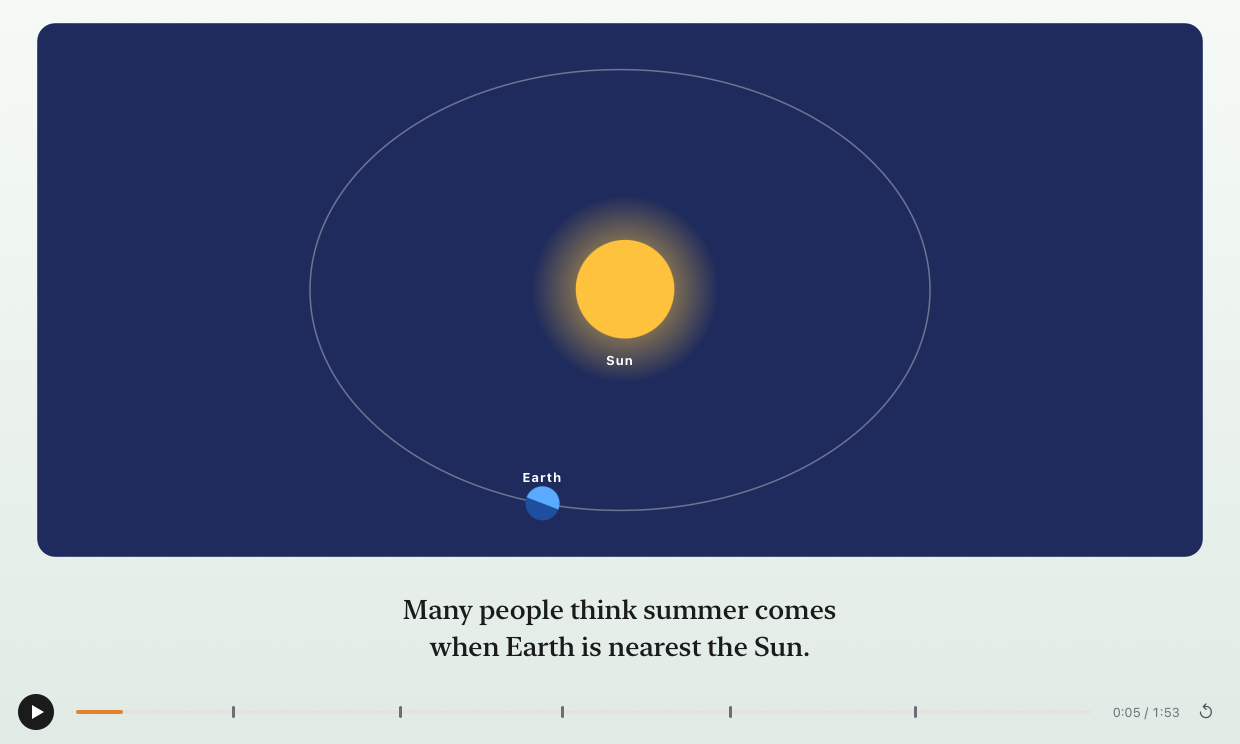 Sun
Earth
Many people think summer comes
when Earth is nearest the Sun.
0:05 / 1:53